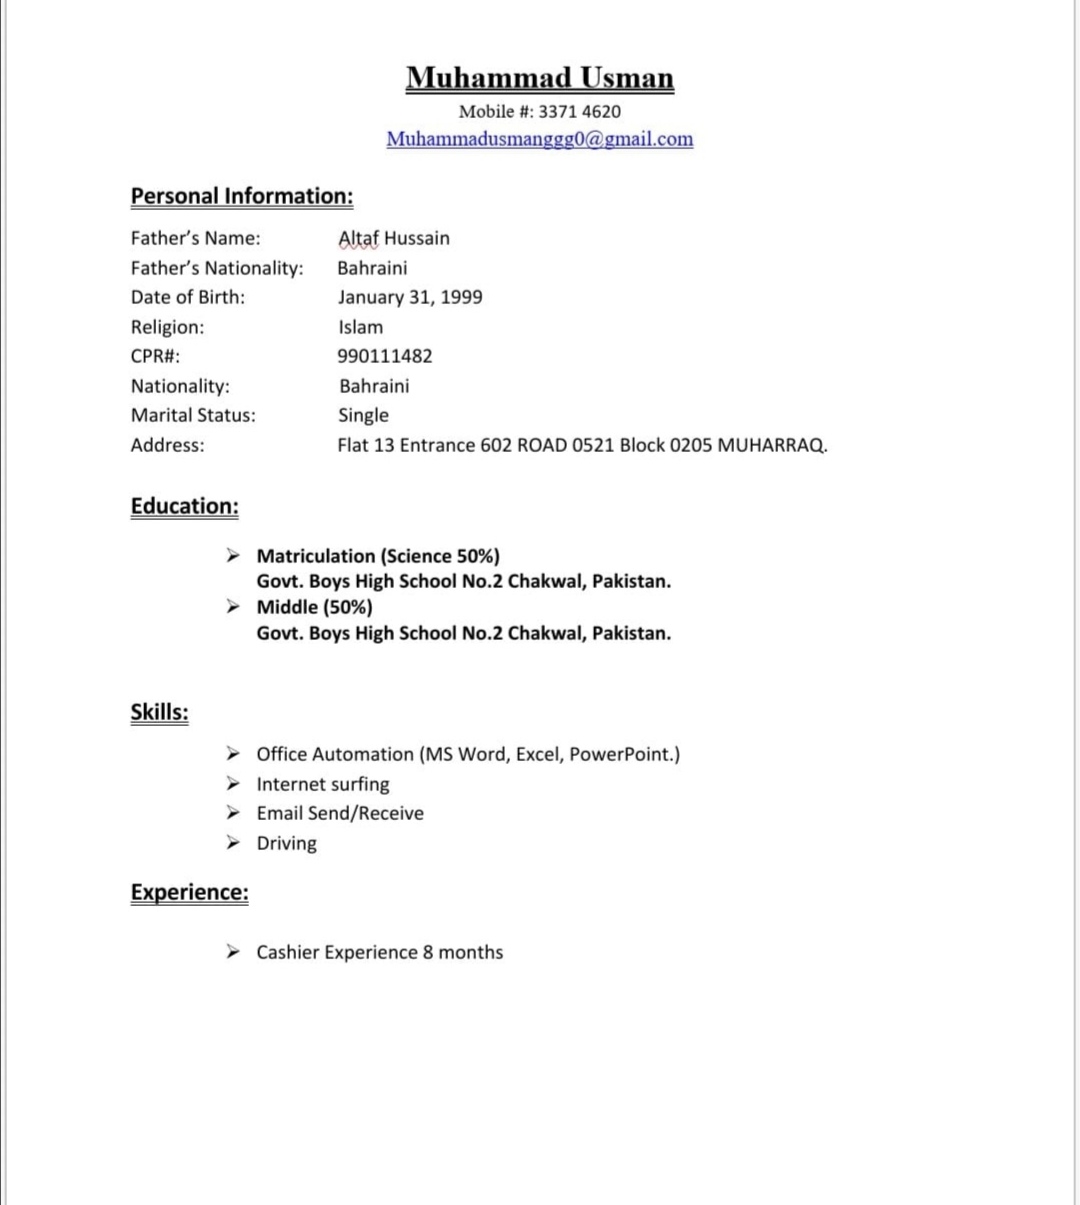 Muhammad Usman
Mobile #: 3371 4620
Muhammadusmanggg0@gmail.com
Personal Information:
Father's Name: Altaf Hussain
Father's Nationality: Bahraini
Date of Birth: January 31, 1999
Religion: Islam
CPR#: 990111482
Nationality: Bahraini
Marital Status: Single
Address: Flat 13 Entrance 602 ROAD 0521 Block 0205 MUHARRAQ.
Education:
➢ Matriculation (Science 50%)
Govt. Boys High School No.2 Chakwal, Pakistan.
➢ Middle (50%)
Govt. Boys High School No.2 Chakwal, Pakistan.
Skills:
➢ Office Automation (MS Word, Excel, PowerPoint.)
➢ Internet surfing
➢ Email Send/Receive
➢ Driving
Experience:
➢ Cashier Experience 8 months